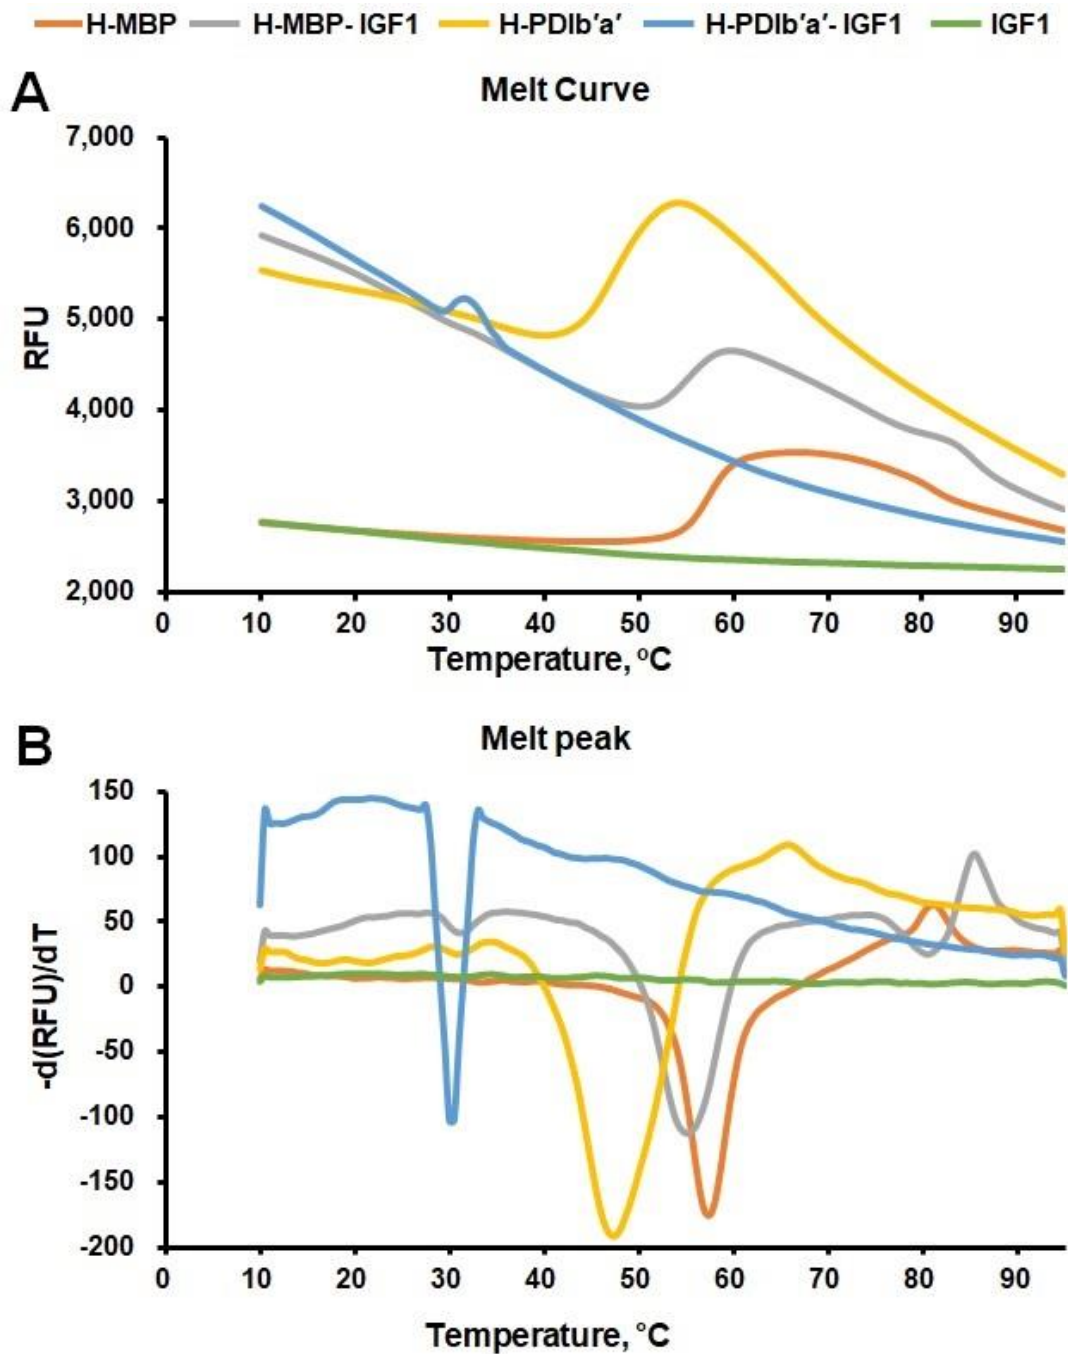 H-MBP H-MBP- IGF1 H-PDIb′a′ H-PDIb′a′- IGF1 IGF1
A
Melt Curve
7,000
6,000
5,000
4,000
3,000
2,000
RFU
0 10 20 30 40 50 60 70 80 90
Temperature, ºC
B
Melt peak
150
100
50
0
-50
-100
-150
-200
-d(RFU)/dT
0 10 20 30 40 50 60 70 80 90
Temperature, °C